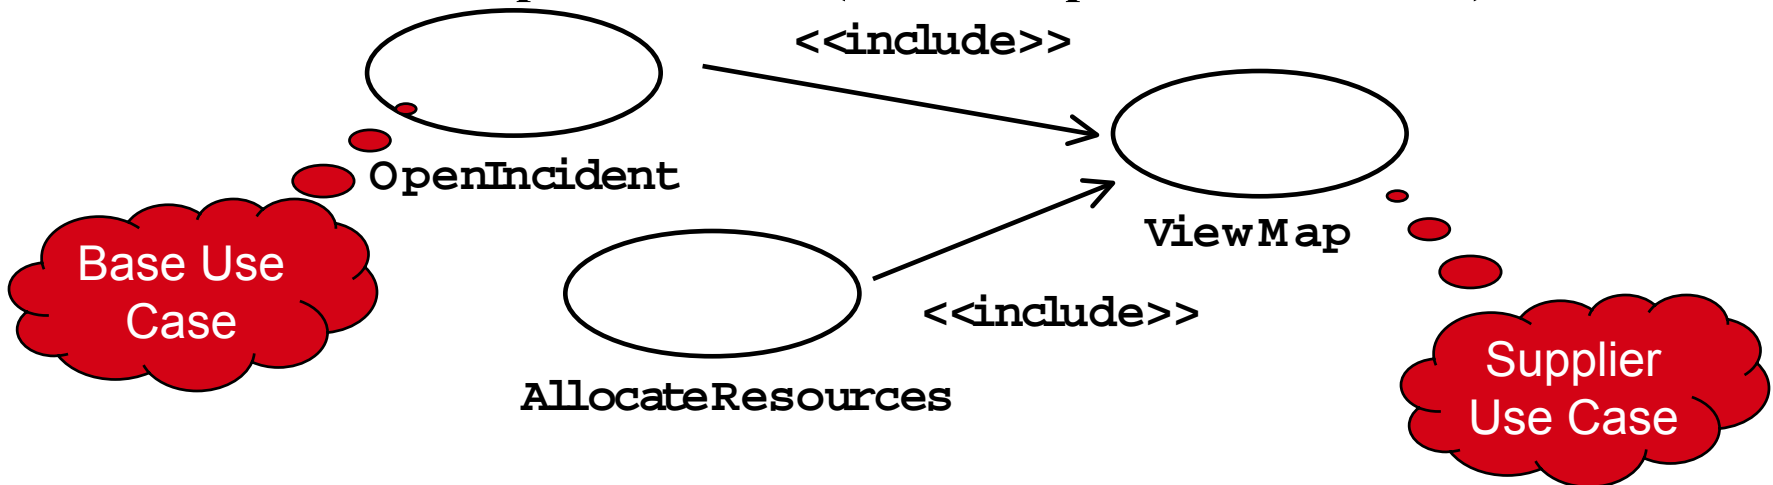 <<include>>
OpenIncident
ViewMap
Base Use
Case
<<include>>
Supplier
Use Case
AllocateResources